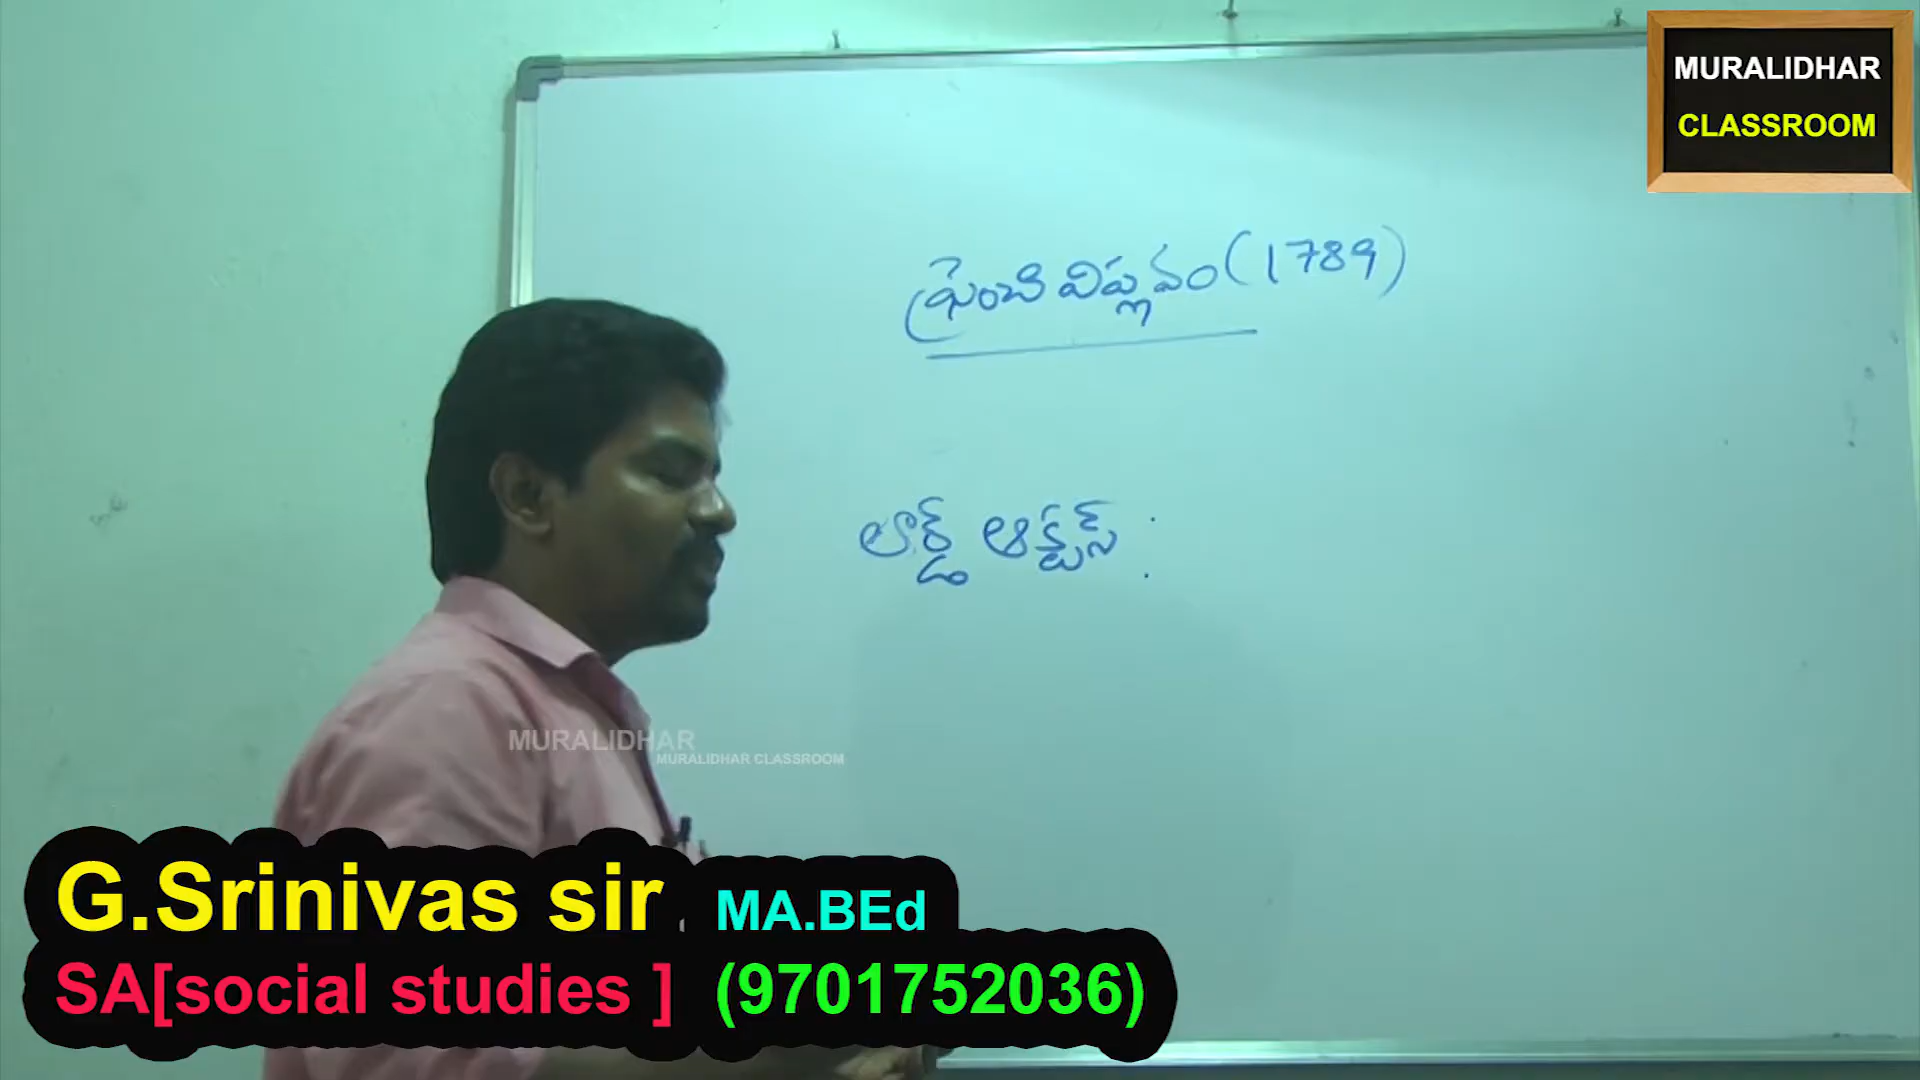 MURALIDHAR
CLASSROOM
ఫ్రెంచి విప్లవం (1789)
లార్డ్ ఆక్టన్స్ :
MURALIDHAR
MURALIDHAR CLASSROOM
G.Srinivas sir MA.BEd
SA[social studies ] (9701752036)